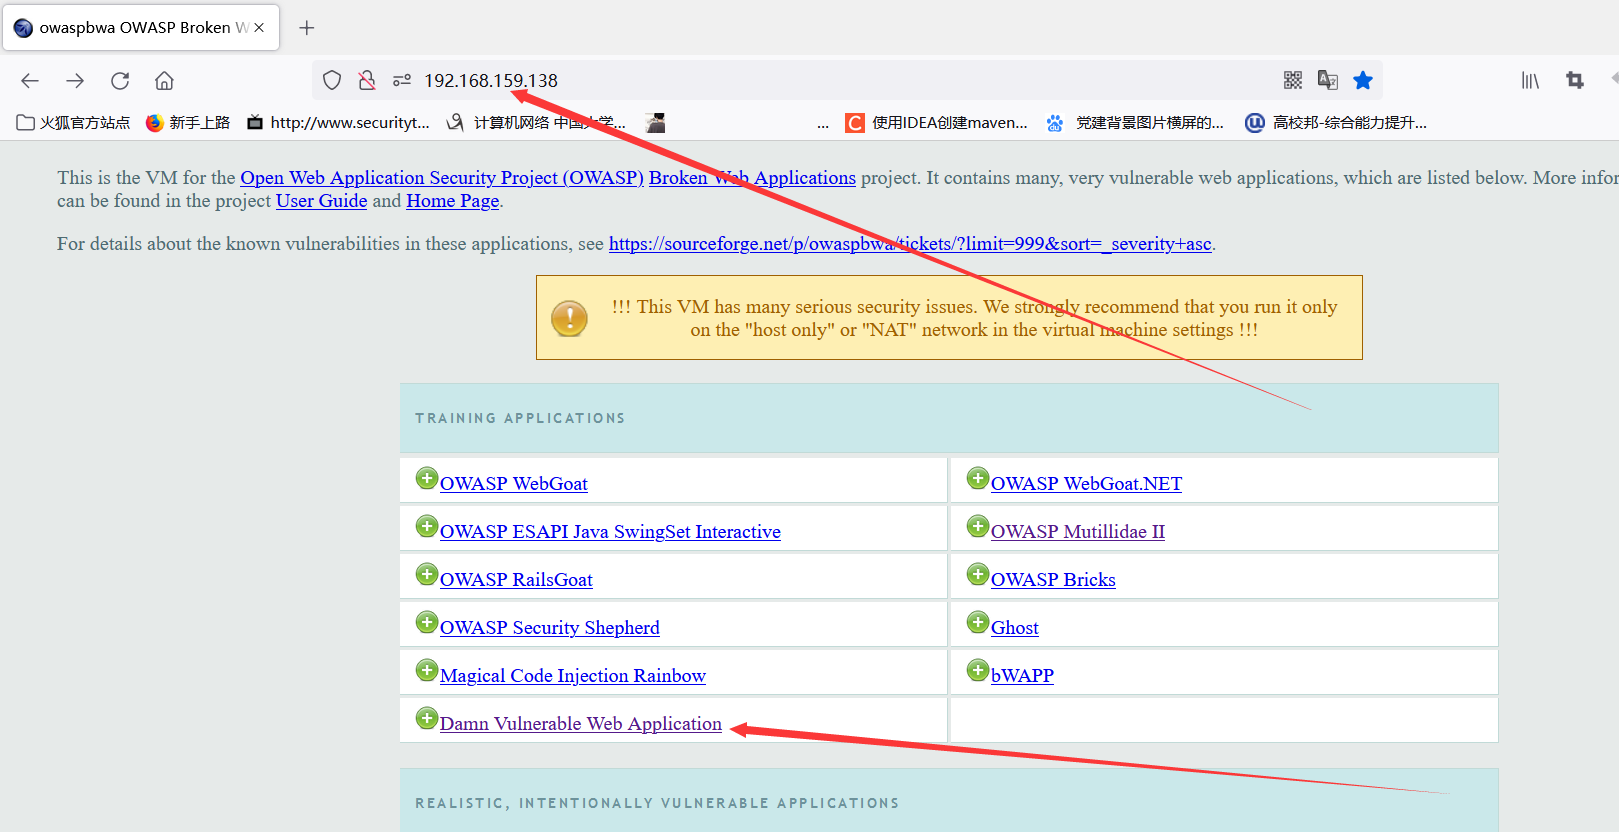 owaspbwa OWASP Broken W
192.168.159.138
火狐官方站点 新手上路 http://www.securityt... 计算机网络 中国大学... ... 使用IDEA创建maven... 党建背景图片横屏的... 高校邦-综合能力提升...
This is the VM for the Open Web Application Security Project (OWASP) Broken Web Applications project. It contains many, very vulnerable web applications, which are listed below. More infor
can be found in the project User Guide and Home Page.
For details about the known vulnerabilities in these applications, see https://sourceforge.net/p/owaspbwa/tickets/?limit=999&sort=_severity+asc.
!!! This VM has many serious security issues. We strongly recommend that you run it only
on the "host only" or "NAT" network in the virtual machine settings !!!
TRAINING APPLICATIONS
OWASP WebGoat OWASP WebGoat.NET
OWASP ESAPI Java SwingSet Interactive OWASP Mutillidae II
OWASP RailsGoat OWASP Bricks
OWASP Security Shepherd Ghost
Magical Code Injection Rainbow bWAPP
Damn Vulnerable Web Application
REALISTIC, INTENTIONALLY VULNERABLE APPLICATIONS